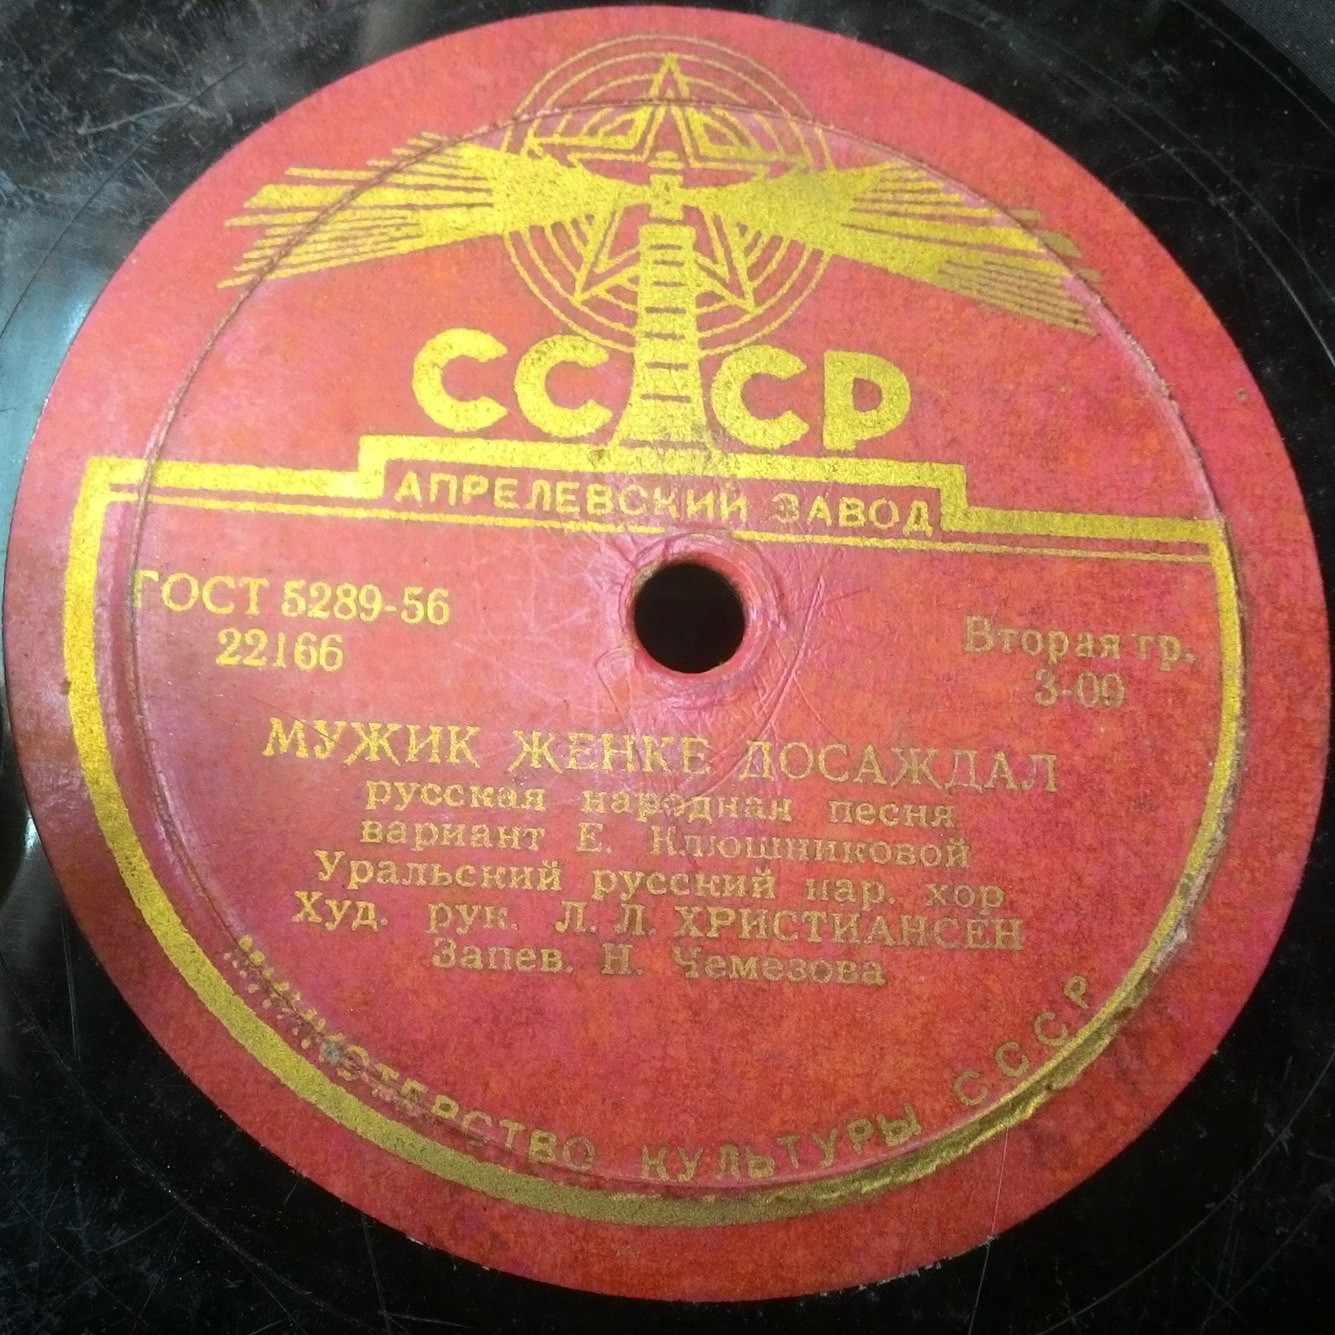 СССР
АПРЕЛЕВСКИЙ ЗАВОД
ГОСТ 5289-56
22166
Вторая гр.
3-00
МУЖИК ЖЕНКЕ ДОСАЖДАЛ
русская народная песня
вариант Е. Клюшниковой
Уральский русский нар. хор
Худ. рук. Л. Л. ХРИСТИАНСЕН
Запев. Н. Чемезова
МИНИСТЕРСТВО КУЛЬТУРЫ СССР